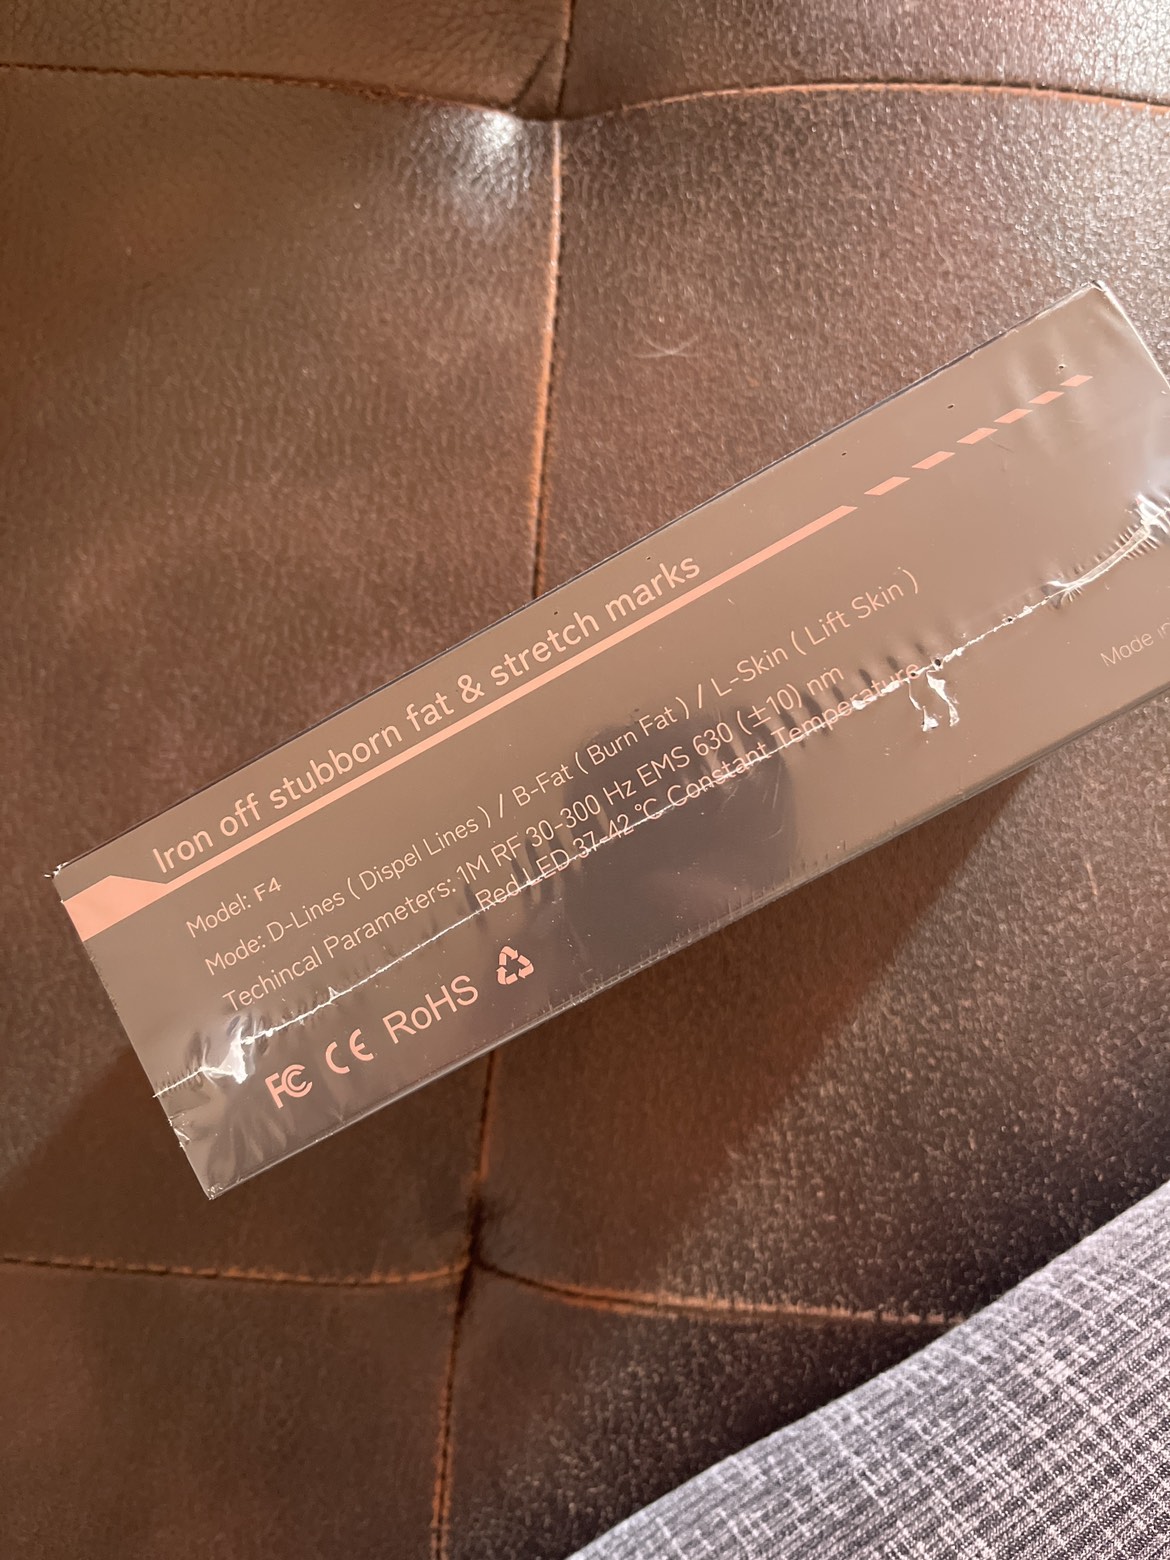 Iron off stubborn fat & stretch marks
Model: F4
Mode: D-Lines ( Dispel Lines ) / B-Fat ( Burn Fat ) / L-Skin ( Lift Skin )
Techincal Parameters: 1M RF 30-300 Hz EMS 630 (±10) nm
Red LED 37-42 °C Constant Temperature
FC CE RoHS
Made in